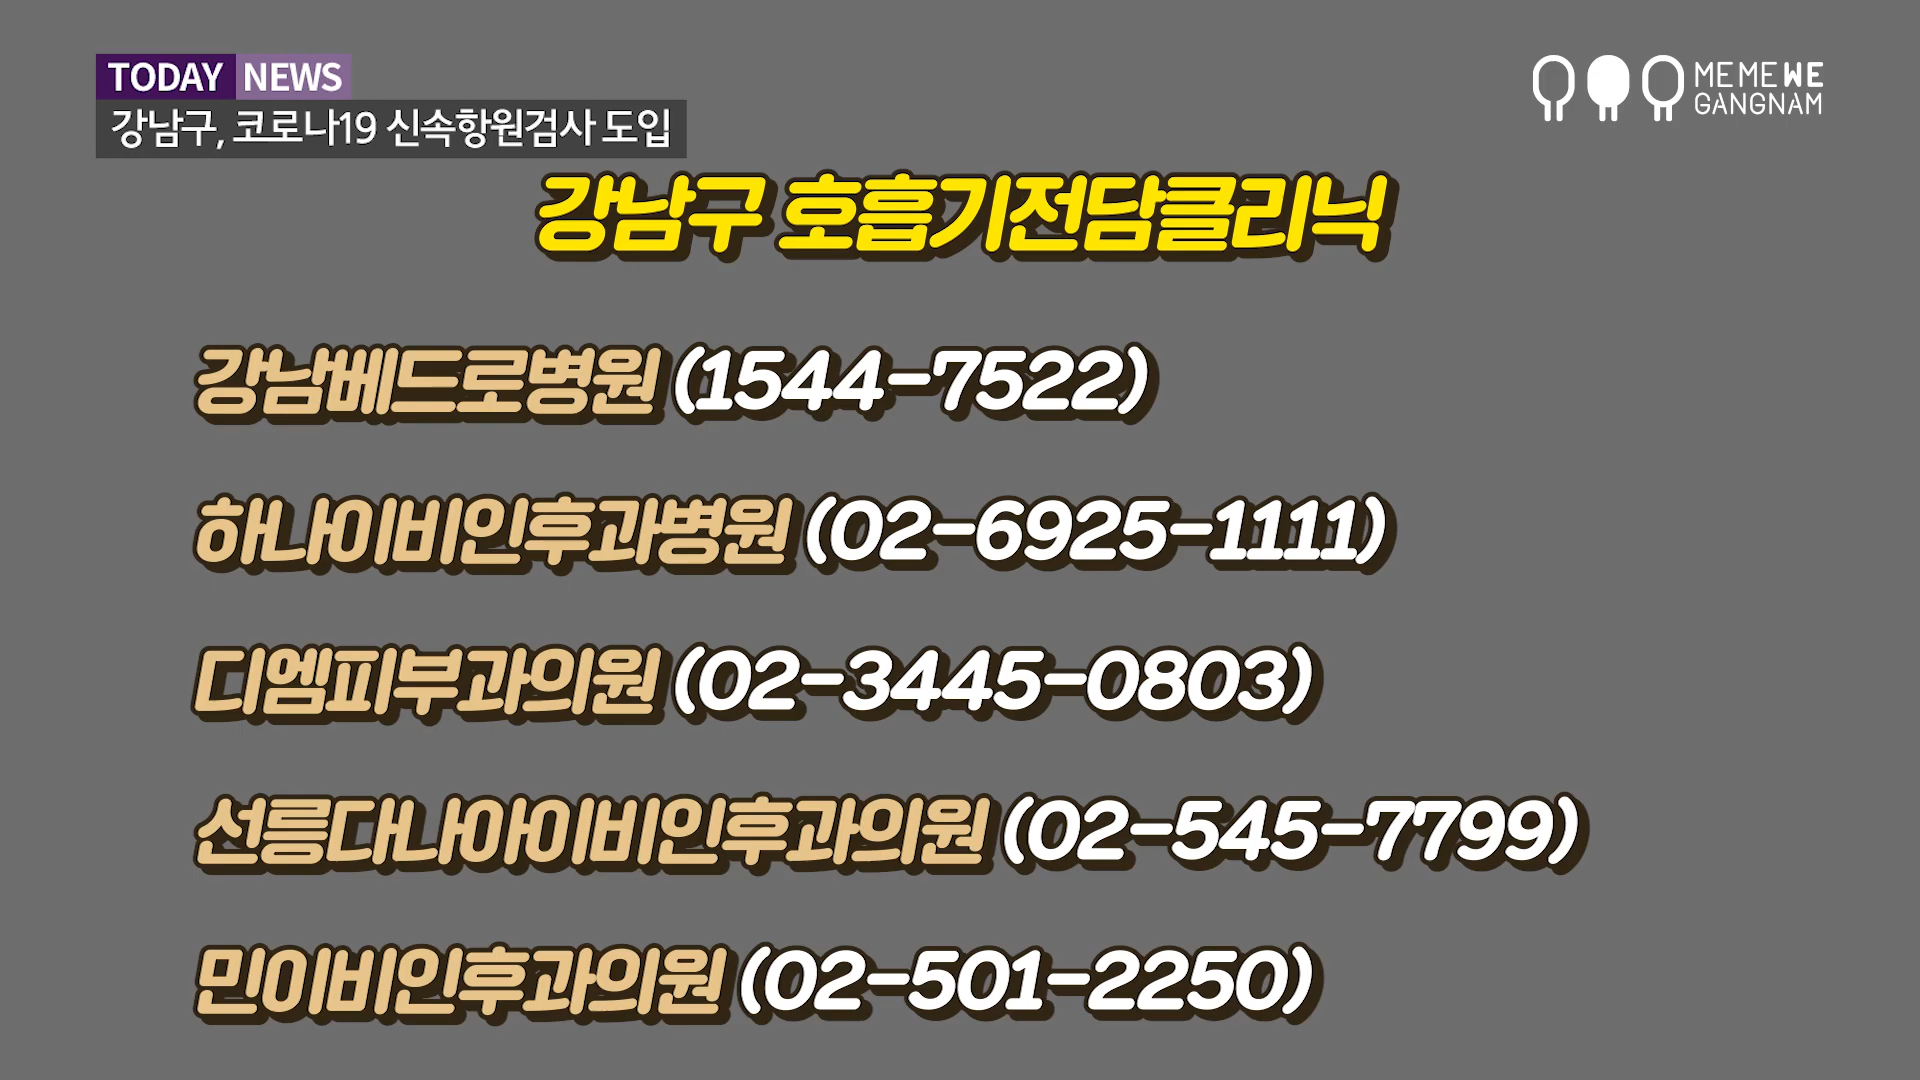 TODAY NEWS
강남구, 코로나19 신속항원검사 도입
MEMEWE
GANGNAM
강남구 호흡기전담클리닉
강남베드로병원 (1544-7522)
하나이비인후과병원 (02-6925-1111)
디엠피부과의원 (02-3445-0803)
선릉다나아이비인후과의원 (02-545-7799)
민이비인후과의원 (02-501-2250)